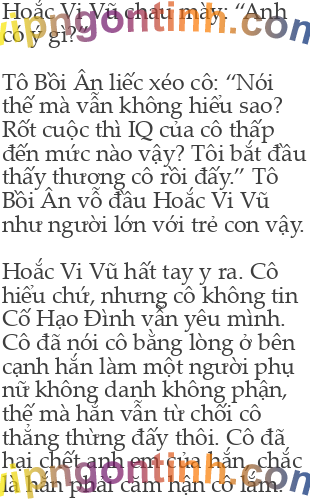 Hoắc Vi Vũ chau mày: “Anh
có ý gì?”
vipngontinh.com
Tô Bồi Ân liếc xéo cô: “Nói
thế mà vẫn không hiểu sao?
Rốt cuộc thì IQ của cô thấp
đến mức nào vậy? Tôi bắt đầu
thấy thương cô rồi đấy.” Tô
Bồi Ân vỗ đầu Hoắc Vi Vũ
như người lớn với trẻ con vậy.
Hoắc Vi Vũ hất tay y ra. Cô
hiểu chứ, nhưng cô không tin
Cố Hạo Đình vẫn yêu mình.
Cô đã nói cô bằng lòng ở bên
cạnh hắn làm một người phụ
nữ không danh không phận,
thế mà hắn vẫn từ chối cô
thẳng thừng đấy thôi. Cô đã
hại chết anh em của hắn, chắc
là hắn phải căm hận cô lắm.
vipngontinh.com